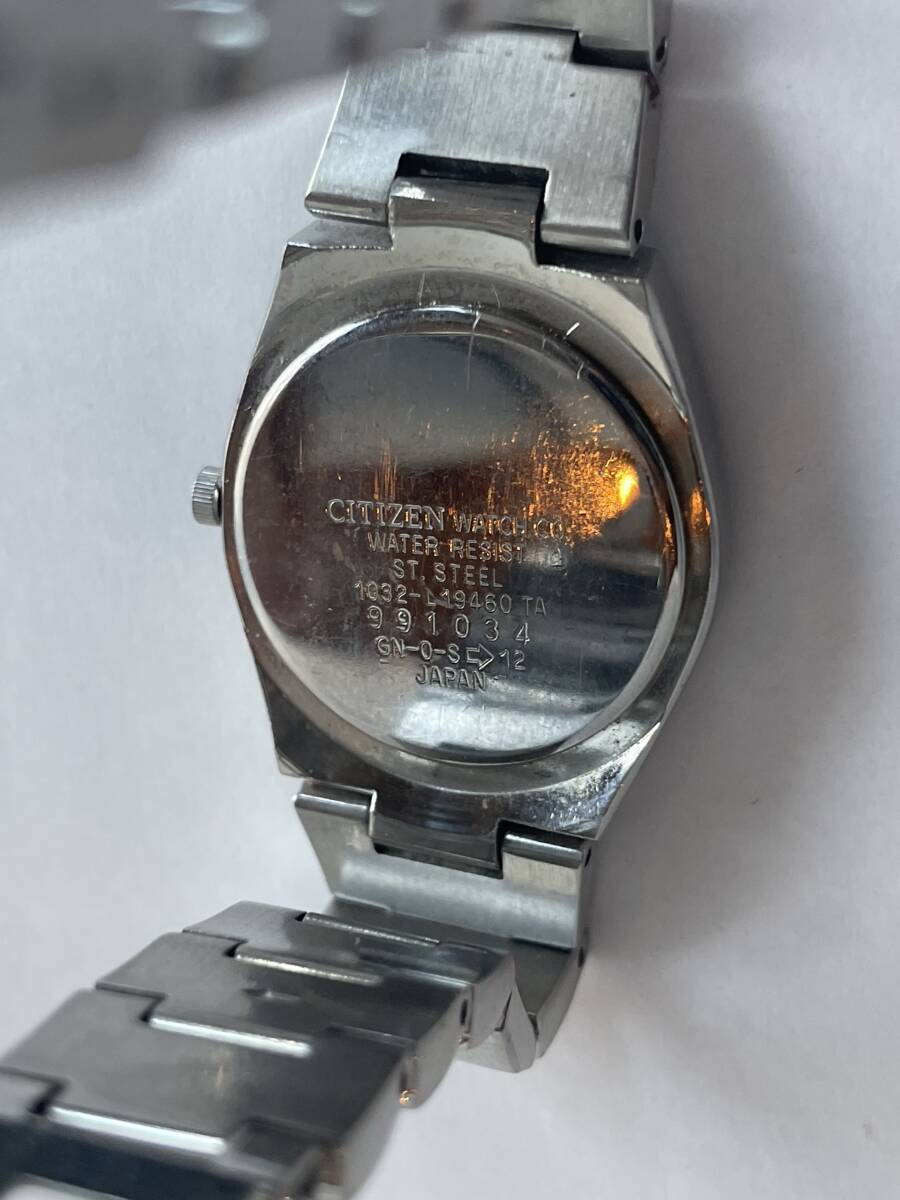 CITIZEN WATCH CO.
WATER RESIST
ST. STEEL
1032-L19460 TA
991034
GN-0-S⇨12
JAPAN